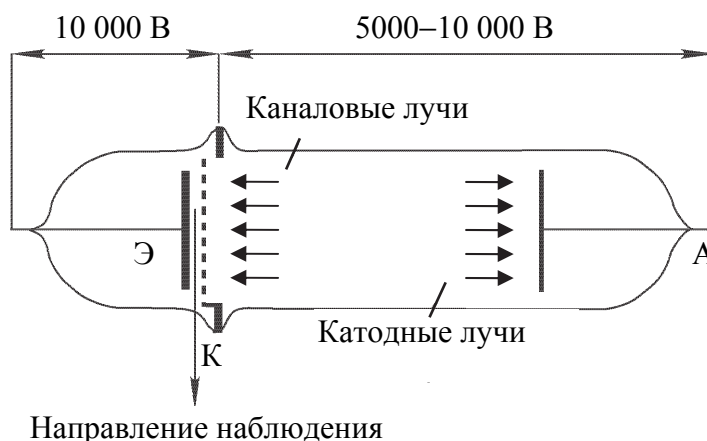 10 000 В
5000–10 000 В
Каналовые лучи
Э
А
Катодные лучи
К
Направление наблюдения